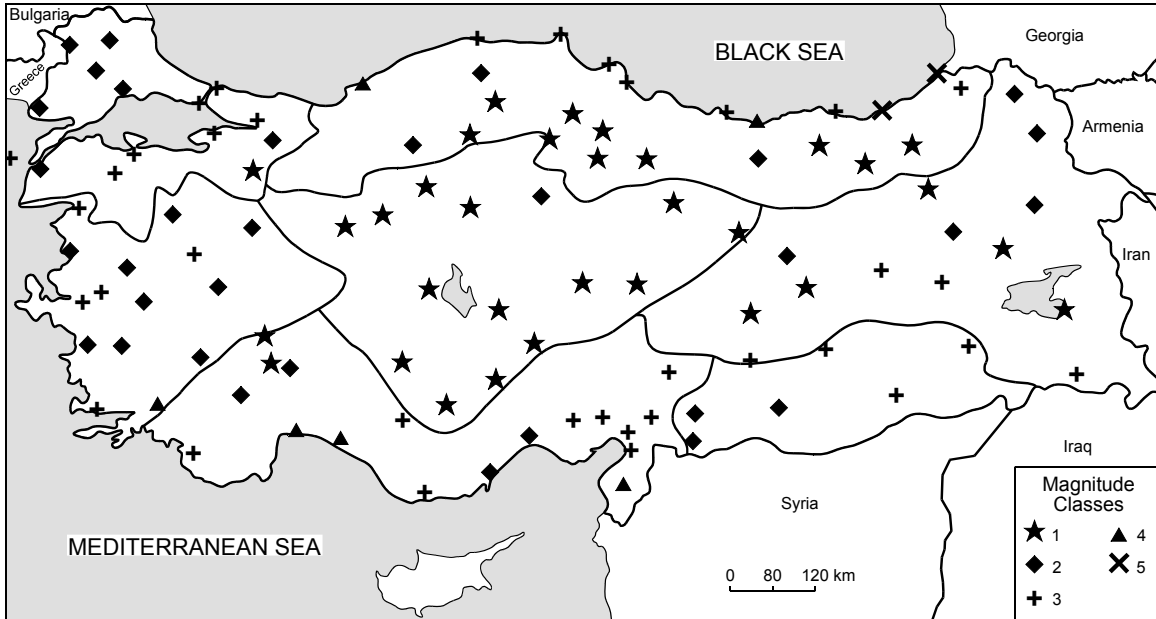 Bulgaria
Greece
BLACK SEA
Georgia
Armenia
Iran
Iraq
Syria
MEDITERRANEAN SEA
0 80 120 km
Magnitude
Classes
1 4
2 5
3